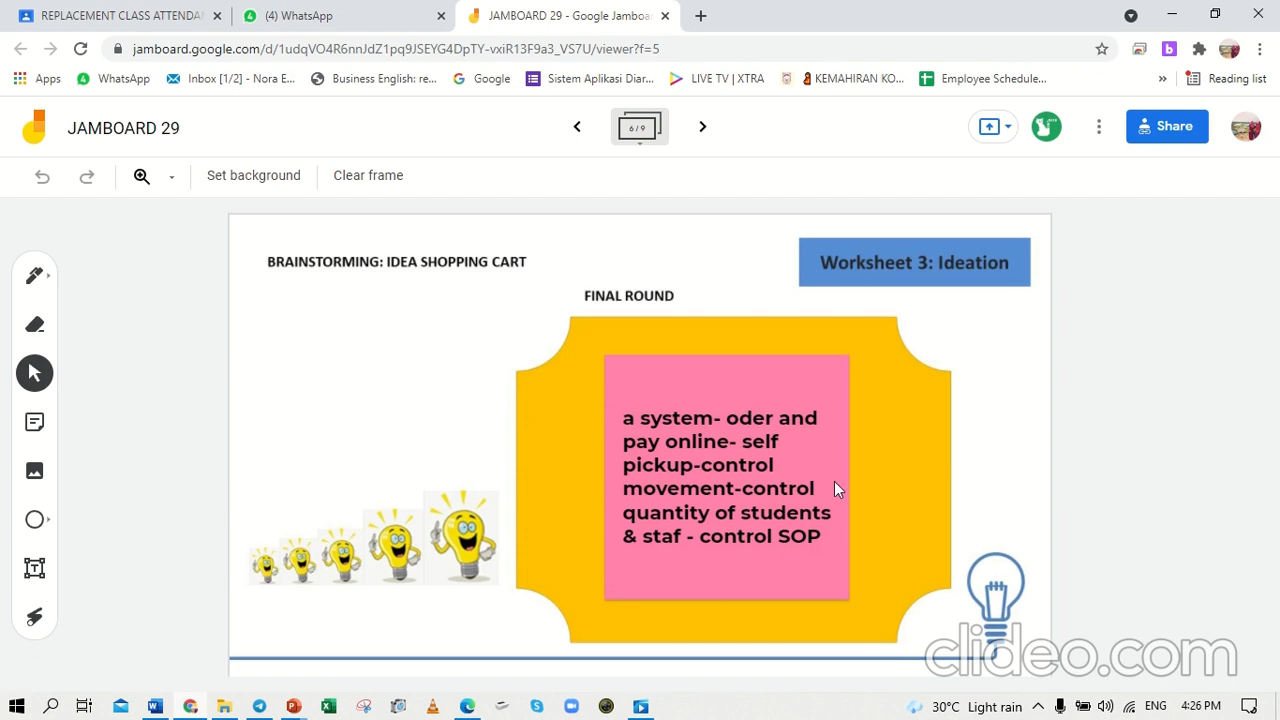 REPLACEMENT CLASS ATTENDAN
(4) WhatsApp
JAMBOARD 29 - Google Jamboa
jamboard.google.com/d/1udqVO4R6nnJdZ1pq9JSEYG4DpTY-vxiR13F9a3_VS7U/viewer?f=5
Apps
WhatsApp
Inbox [1/2] - Nora E...
Business English: re...
Google
Sistem Aplikasi Diar...
LIVE TV | XTRA
KEMAHIRAN KO...
Employee Schedule...
»
Reading list
JAMBOARD 29
6 / 9
Share
Set background
Clear frame
BRAINSTORMING: IDEA SHOPPING CART
Worksheet 3: Ideation
FINAL ROUND
a system- oder and
pay online- self
pickup-control
movement-control
quantity of students
& staf - control SOP
clideo.com
30°C Light rain
ENG
4:26 PM